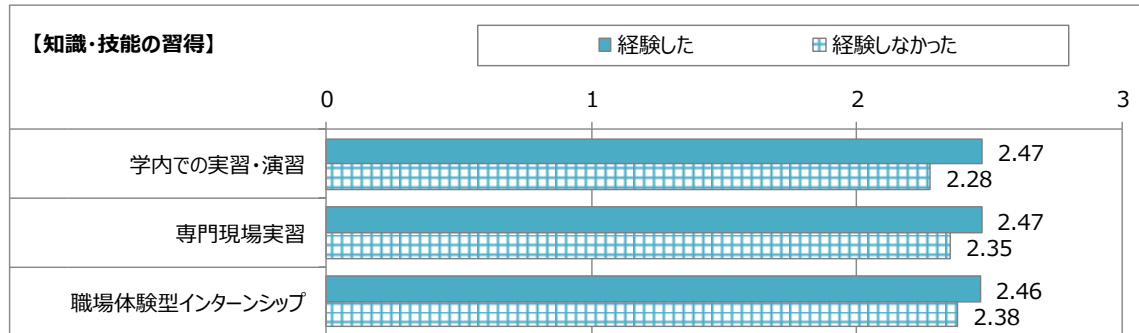 【知識・技能の習得】
経験した 経験しなかった
0 1 2 3
学内での実習・演習 2.47
2.28
専門現場実習 2.47
2.35
職場体験型インターンシップ 2.46
2.38